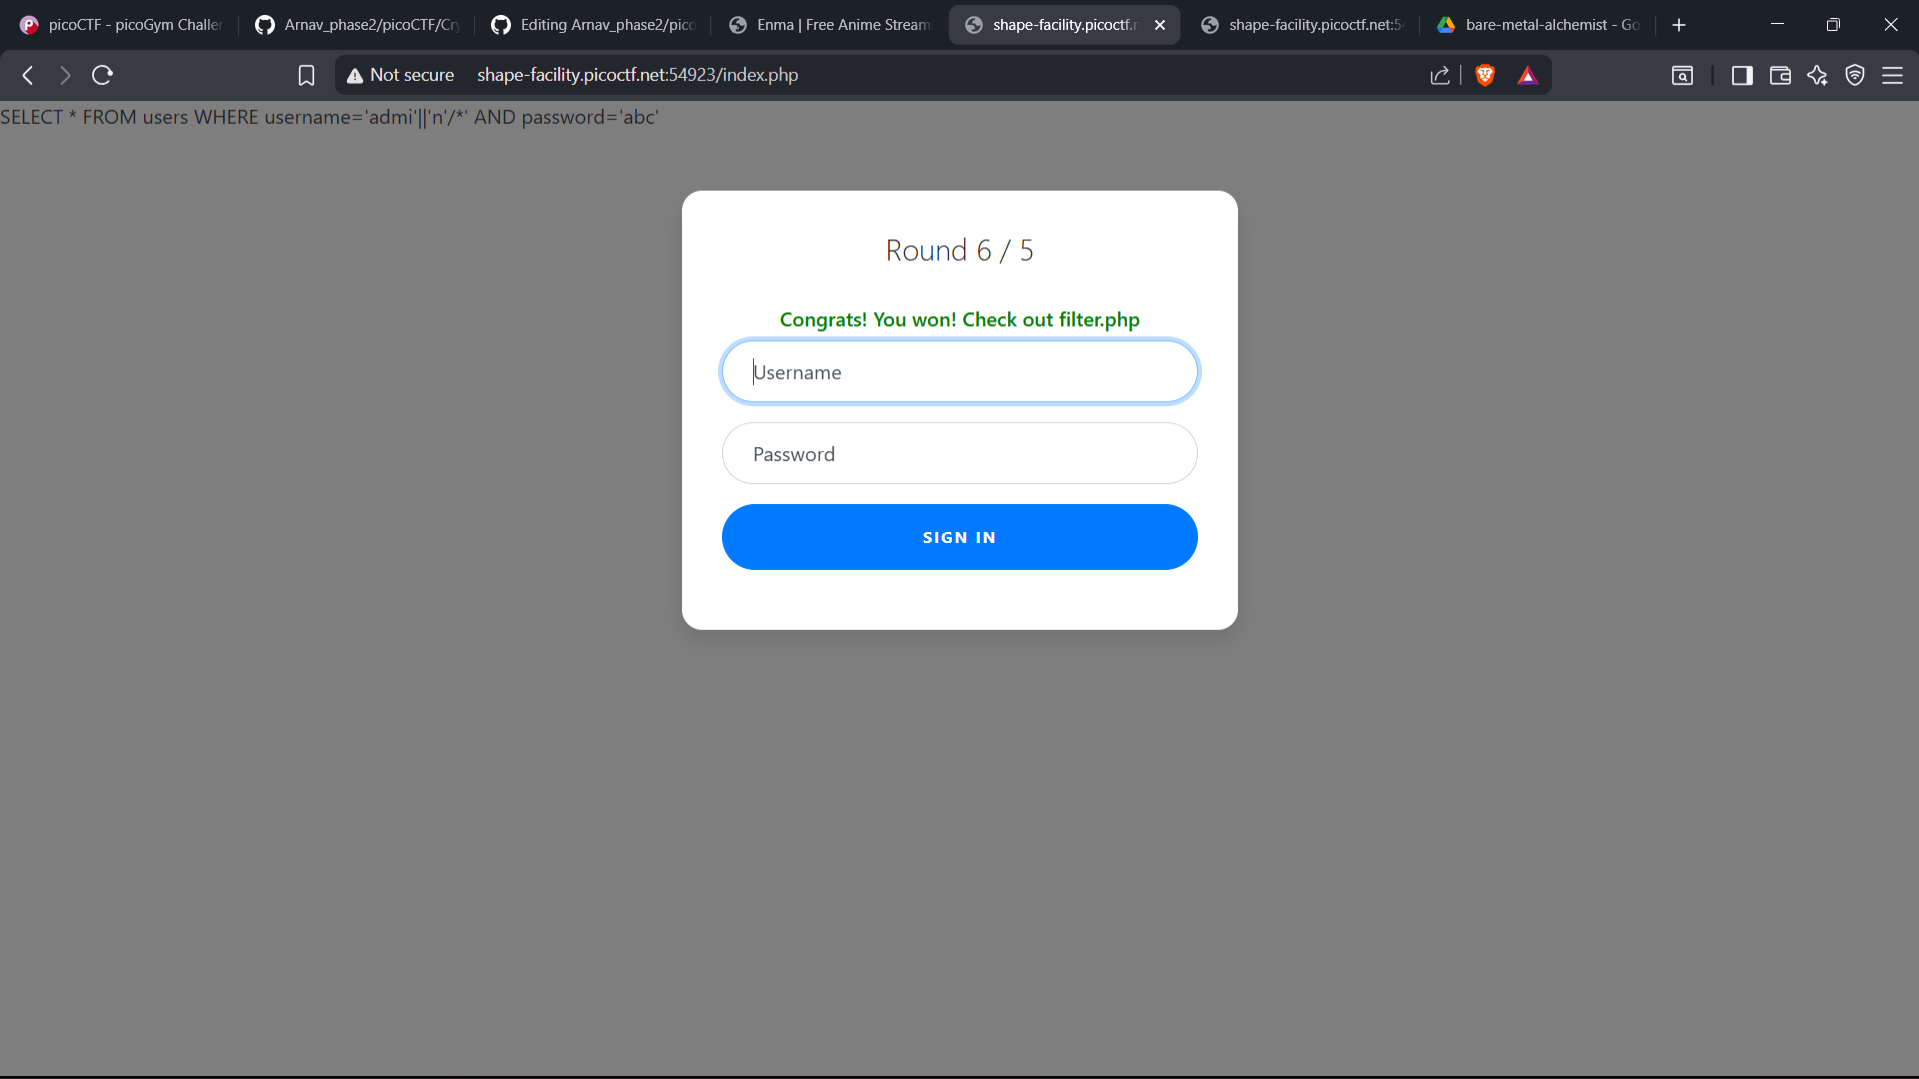 picoCTF - picoGym Challer
Arnav_phase2/picoCTF/Cry
Editing Arnav_phase2/pico
Enma | Free Anime Stream
shape-facility.picoctf.r
shape-facility.picoctf.net:5
bare-metal-alchemist - Go
Not secure
shape-facility.picoctf.net:54923/index.php
SELECT * FROM users WHERE username='admi'||'n'/*' AND password='abc'
Round 6 / 5
Congrats! You won! Check out filter.php
Username
Password
SIGN IN